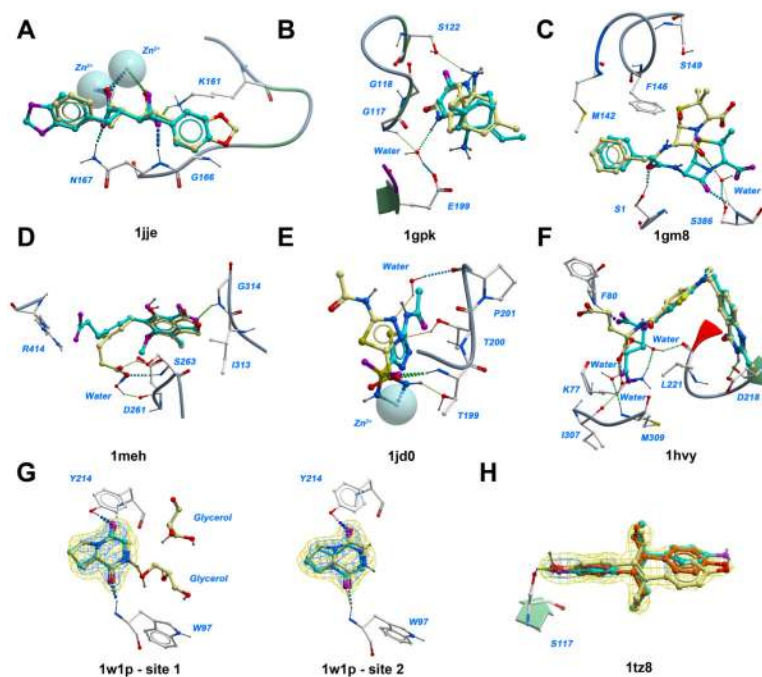 A
Zn²⁺
Zn²⁺
K161
N167
G166
1jje
B
S122
G118
G117
Water
E199
1gpk
C
S149
F146
M142
Water
S1
S386
1gm8
D
G314
R414
S263
I313
Water
D261
1meh
E
Water
P201
T200
T199
Zn²⁺
1jd0
F
F80
Water
Water
K77
L221
Water
D218
I307
M309
1hvy
G
Y214
Glycerol
Glycerol
W97
1w1p - site 1
Y214
W97
1w1p - site 2
H
S117
1tz8